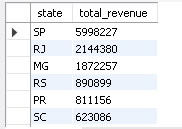 state total_revenue
SP 5998227
RJ 2144380
MG 1872257
RS 890899
PR 811156
SC 623086